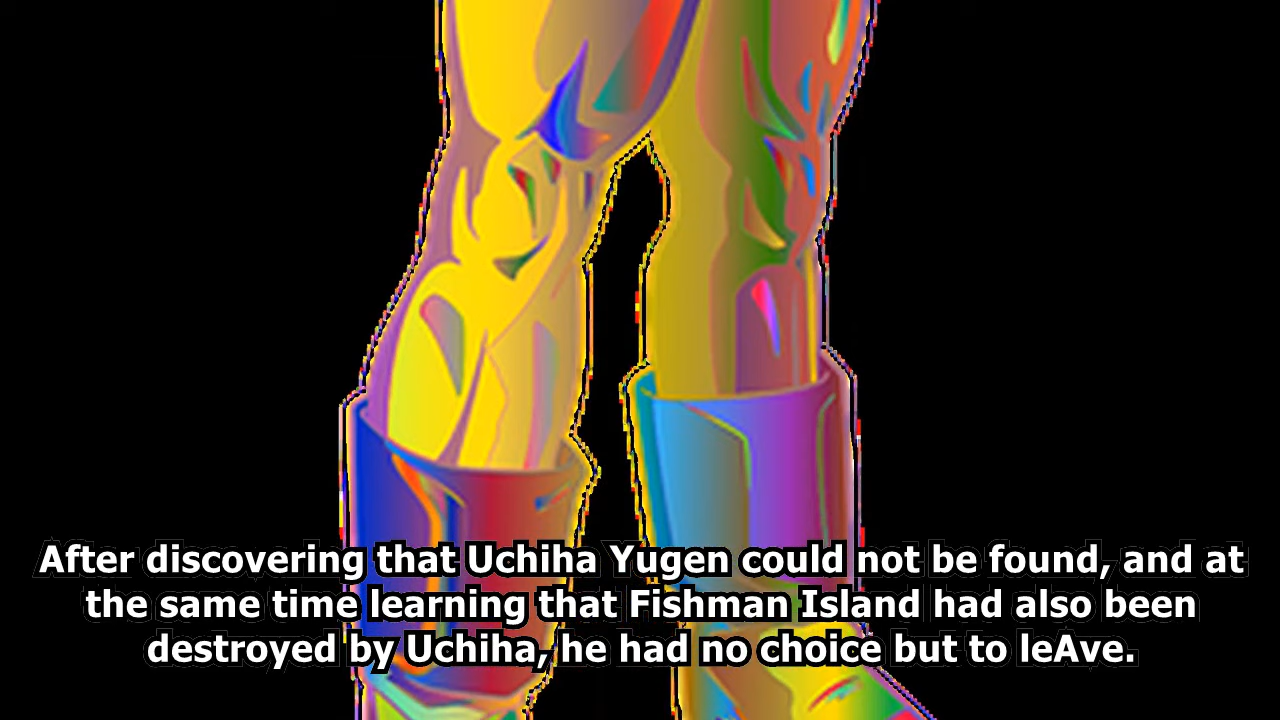 After discovering that Uchiha Yugen could not be found, and at
the same time learning that Fishman Island had also been
destroyed by Uchiha, he had no choice but to leAve.